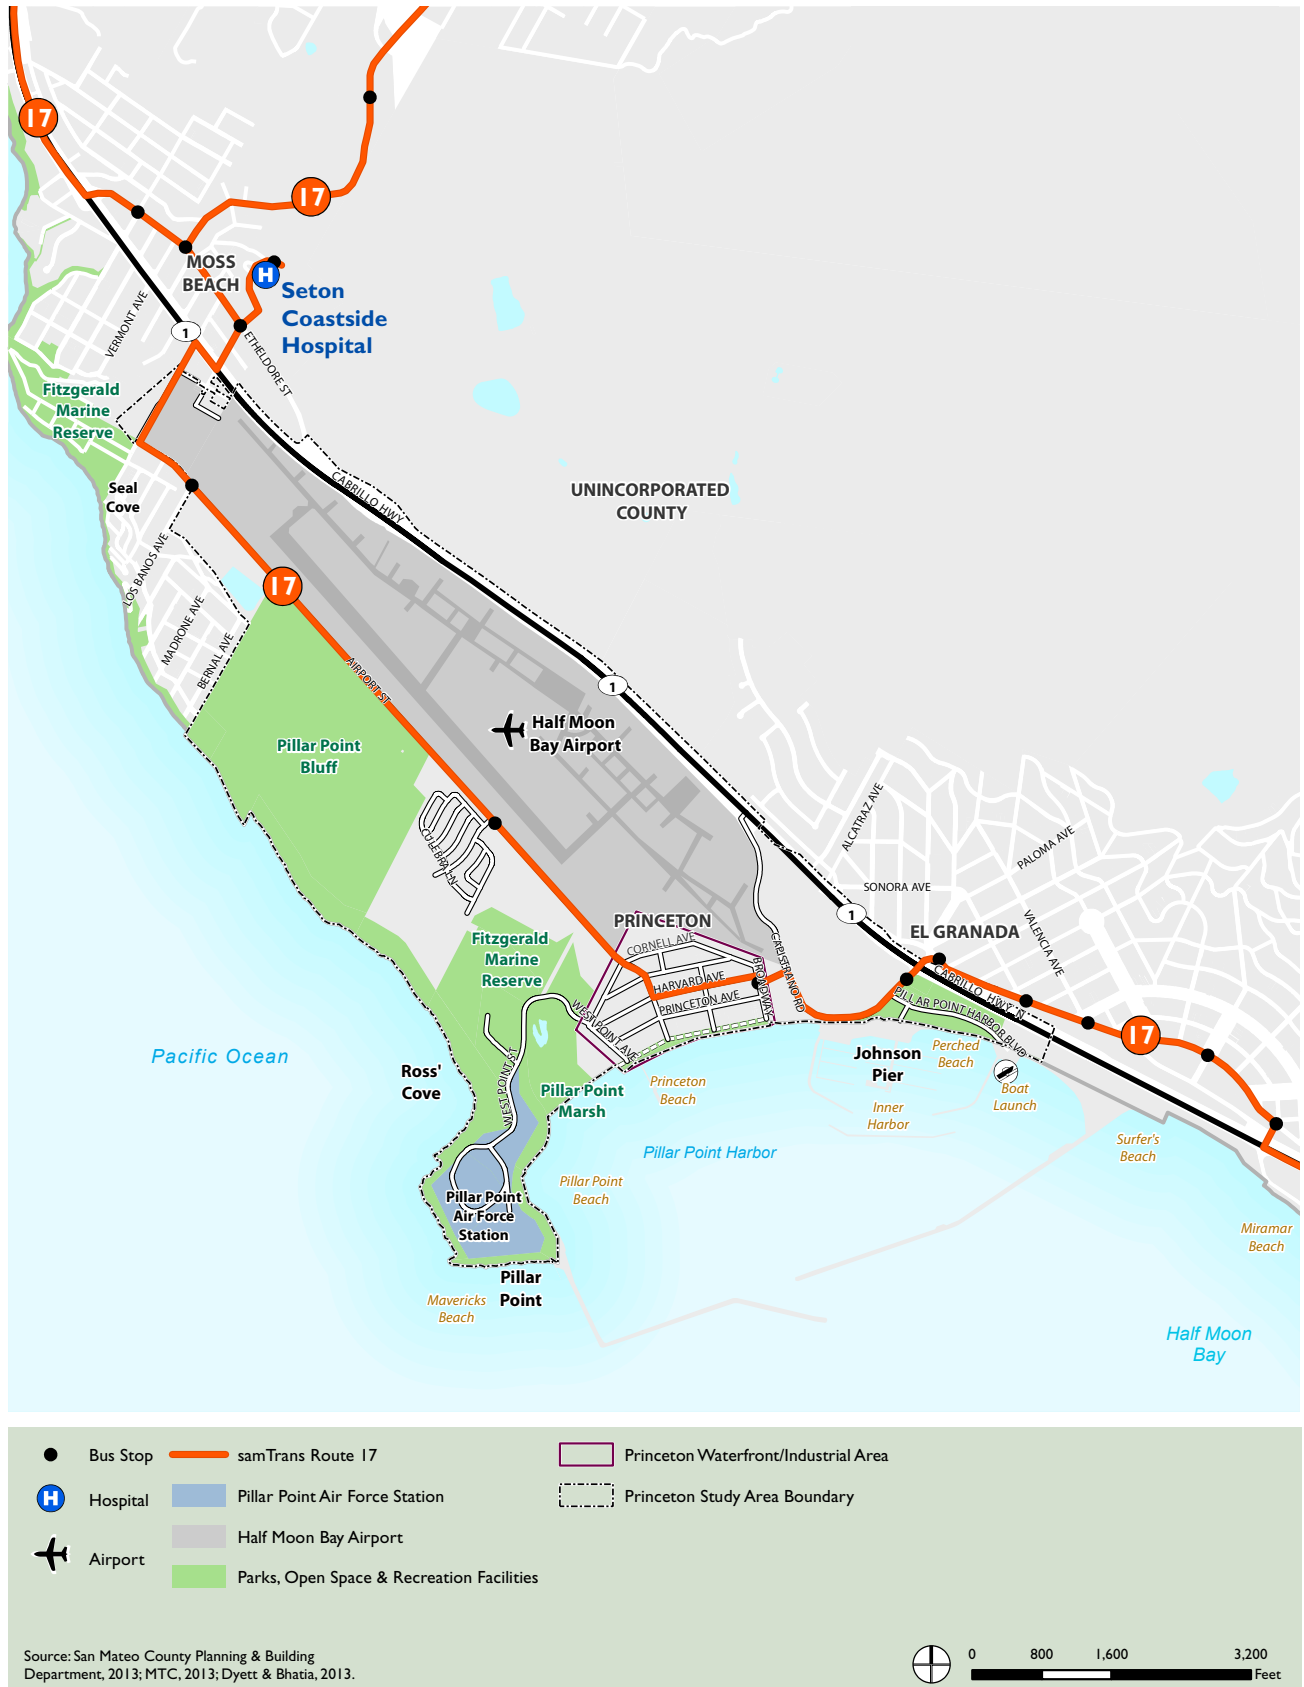 17
17
MOSS
BEACH
Seton
Coastside
Hospital
VERMONT AVE
1
ETHELDORE ST
Fitzgerald
Marine
Reserve
Seal
Cove
CABRILLO HWY
UNINCORPORATED
COUNTY
LOS BANOS AVE
17
MADRONE AVE
BERNAL AVE
AIRPORT ST
1
Half Moon
Bay Airport
Pillar Point
Bluff
CULEBRA LN
ALCATRAZ AVE
PALOMA AVE
SONORA AVE
1
PRINCETON
EL GRANADA
VALENCIA AVE
CORNELL AVE
CAPISTRANO RD
Fitzgerald
Marine
Reserve
BROADWAY
HARVARD AVE
PRINCETON AVE
CABRILLO HWY N
PILLAR POINT HARBOR BLVD
WEST POINT AVE
17
Pacific Ocean
Johnson
Pier
Perched
Beach
Ross'
Cove
WEST POINT ST
Pillar Point
Marsh
Princeton
Beach
Boat
Launch
Inner
Harbor
Surfer's
Beach
Pillar Point Harbor
Pillar Point
Beach
Pillar Point
Air Force
Station
Miramar
Beach
Pillar
Point
Mavericks
Beach
Half Moon
Bay
Bus Stop
samTrans Route 17
Princeton Waterfront/Industrial Area
H Hospital
Pillar Point Air Force Station
Princeton Study Area Boundary
Half Moon Bay Airport
Airport
Parks, Open Space & Recreation Facilities
Source: San Mateo County Planning & Building
Department, 2013; MTC, 2013; Dyett & Bhatia, 2013.
0 800 1,600 3,200
Feet